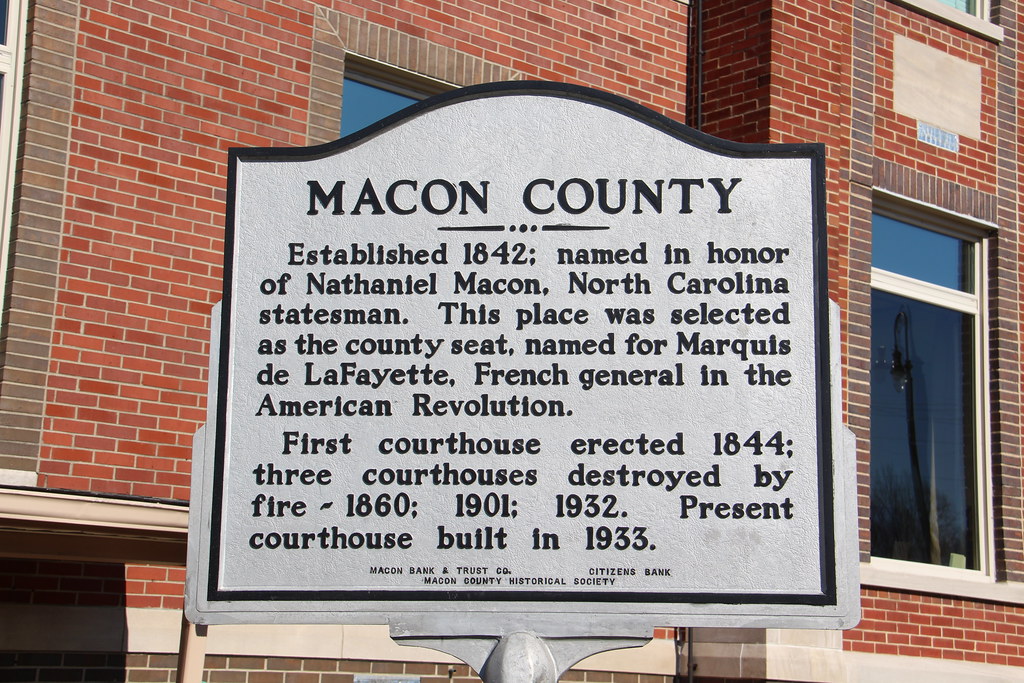 MACON COUNTY
Established 1842; named in honor
of Nathaniel Macon, North Carolina
statesman. This place was selected
as the county seat, named for Marquis
de LaFayette, French general in the
American Revolution.
First courthouse erected 1844;
three courthouses destroyed by
fire - 1860; 1901; 1932. Present
courthouse built in 1933.
MACON BANK & TRUST CO. CITIZENS BANK
MACON COUNTY HISTORICAL SOCIETY